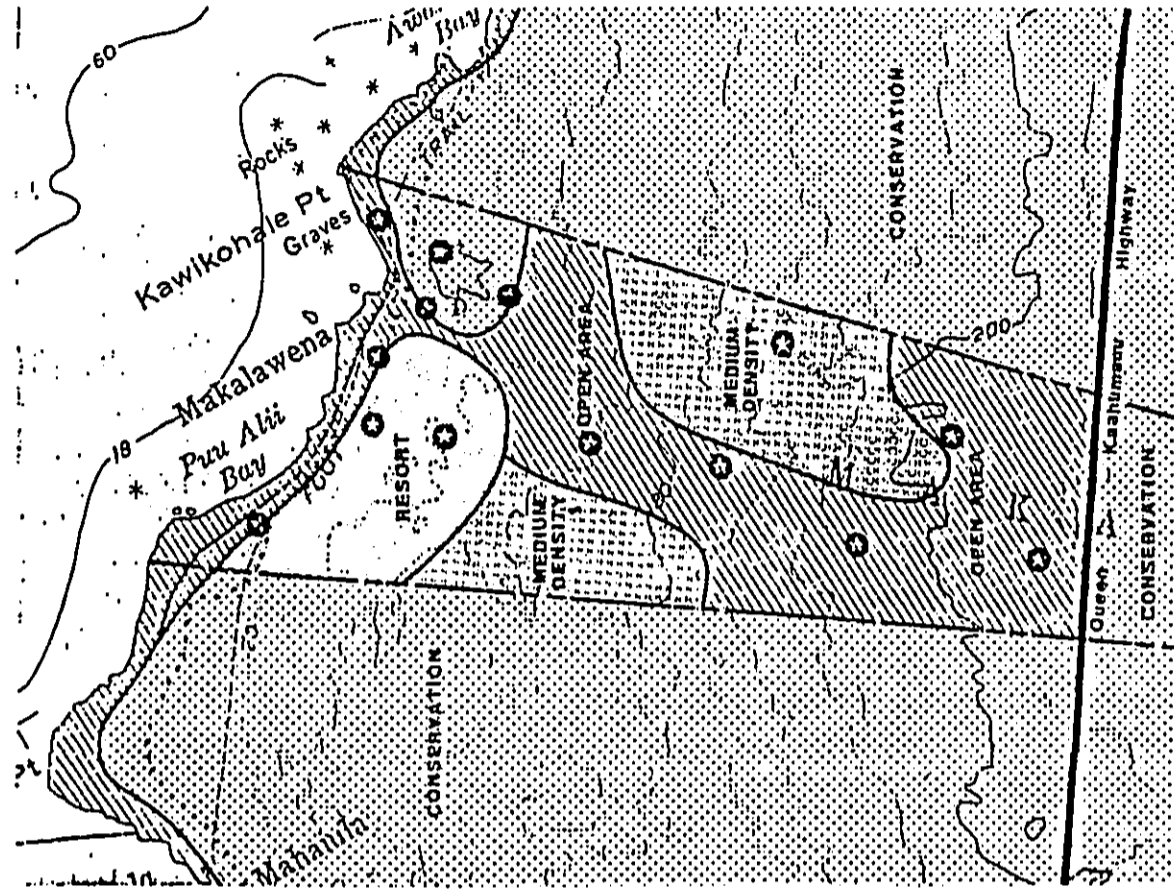 60
Bay
Rocks
TRAIL
CONSERVATION
Kawikohale Pt
Graves
Highway
200
Makalawena
18
Puu Alii
Bay
OPEN AREA
MEDIUM
DENSITY
FOOT
RESORT
Kaahumanu
OPEN AREA
MEDIUM
DENSITY
Queen
CONSERVATION
CONSERVATION
Mahaiula